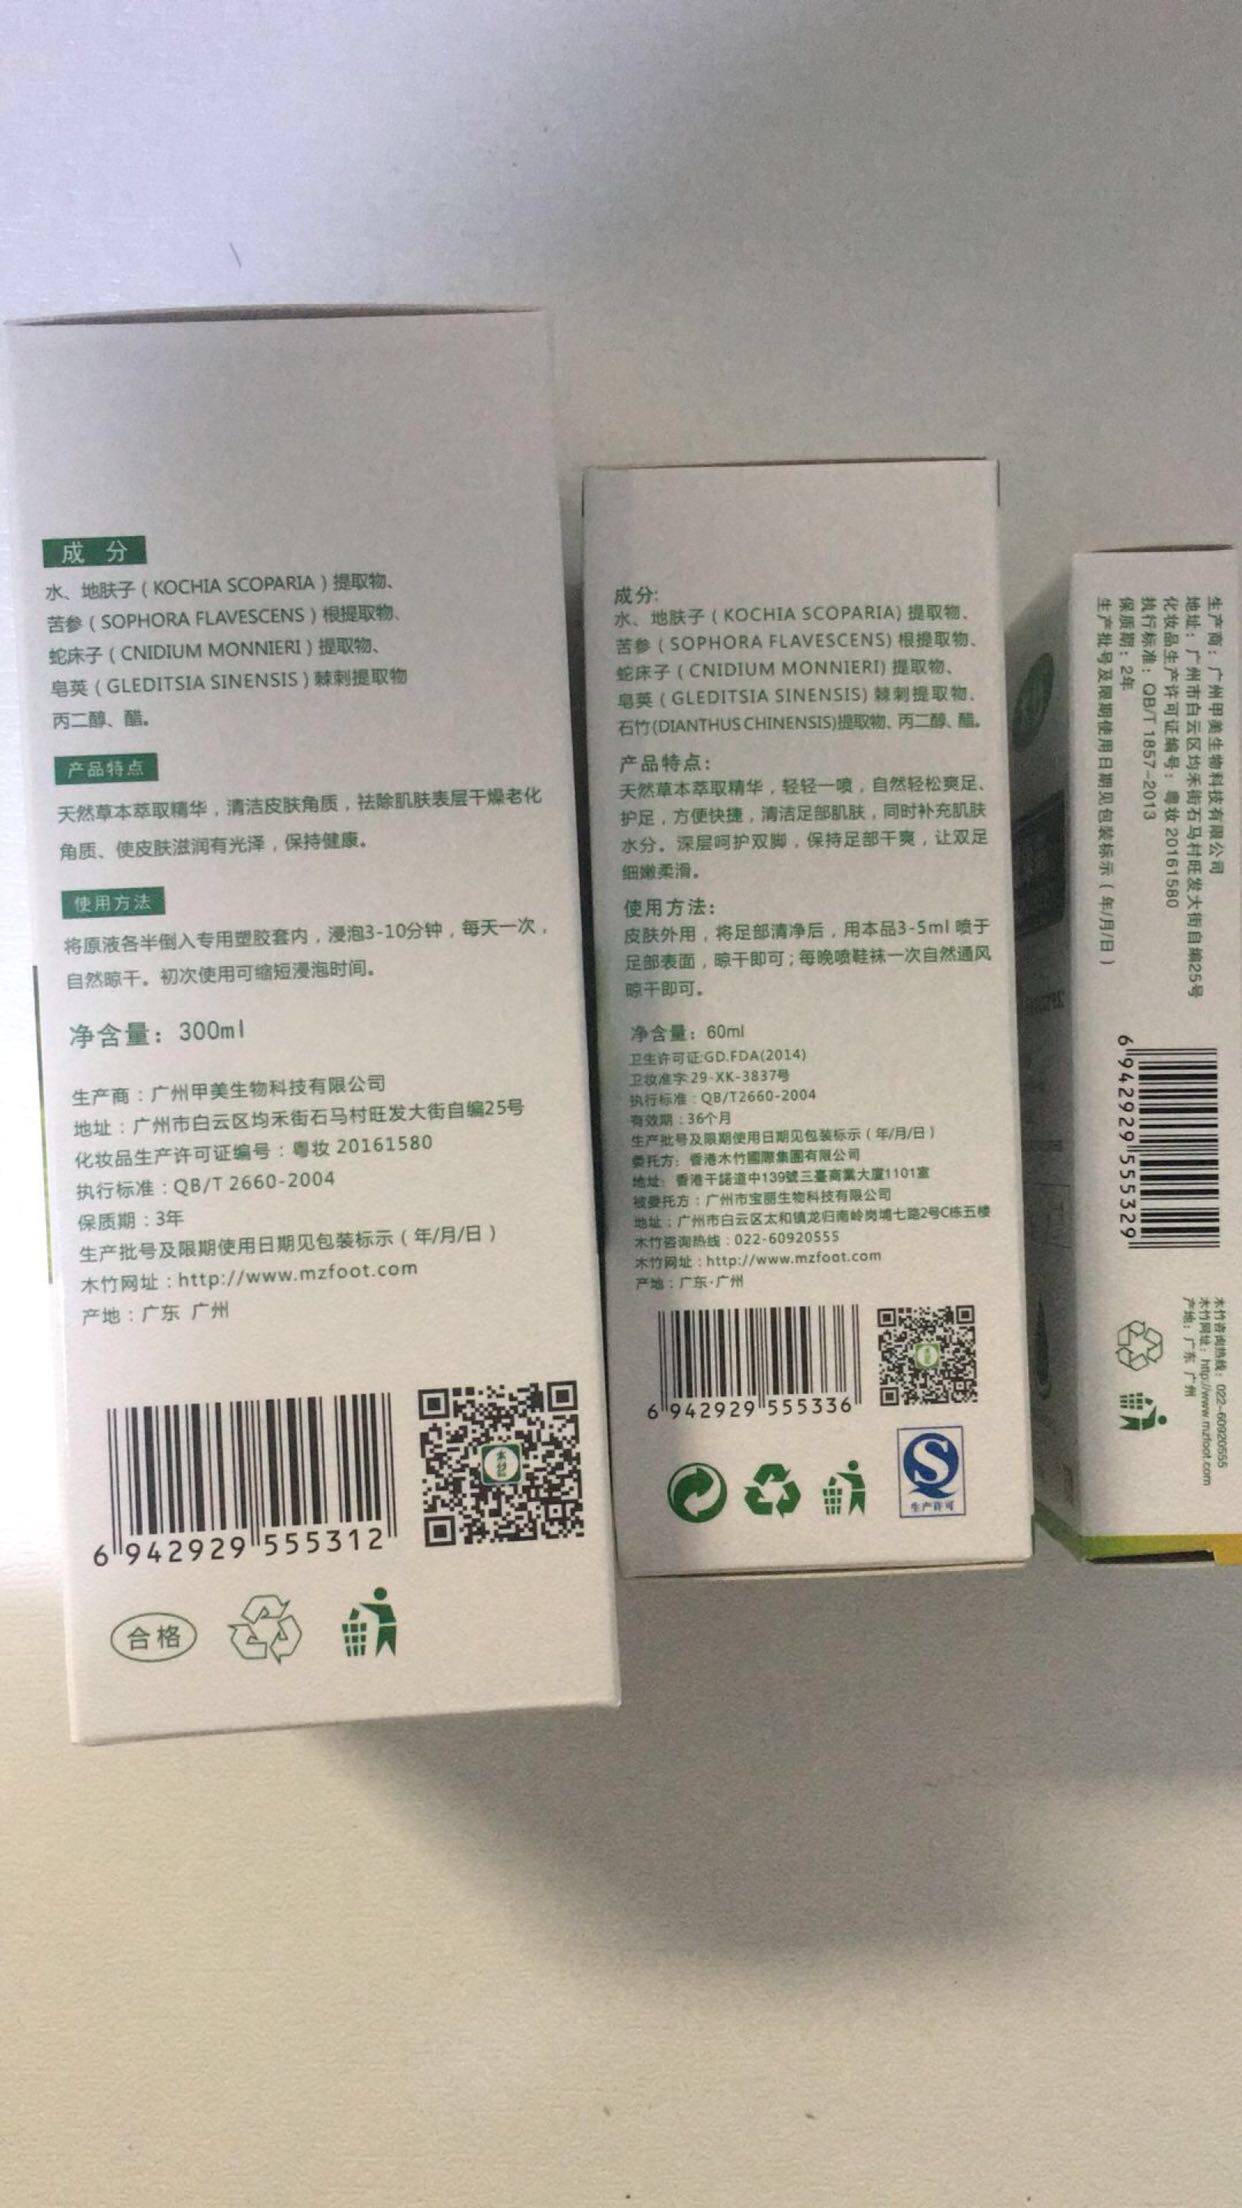 成 分
水、地肤子（KOCHIA SCOPARIA）提取物、
苦参（SOPHORA FLAVESCENS）根提取物、
蛇床子（CNIDIUM MONNIERI）提取物、
皂荚（GLEDITSIA SINENSIS）棘刺提取物
丙二醇、醋。
产品特点
天然草本萃取精华，清洁皮肤角质，祛除肌肤表层干燥老化
角质、使皮肤滋润有光泽，保持健康。
使用方法
将原液各半倒入专用塑胶套内，浸泡3-10分钟，每天一次，
自然晾干。初次使用可缩短浸泡时间。
净含量：300ml
生产商：广州甲美生物科技有限公司
地址：广州市白云区均禾街石马村旺发大街自编25号
化妆品生产许可证编号：粤妆 20161580
执行标准：QB/T 2660-2004
保质期：3年
生产批号及限期使用日期见包装标示（年/月/日）
木竹网址：http://www.mzfoot.com
产地：广东 广州
6 942929 555312
木竹
合格
成分:
水、地肤子（KOCHIA SCOPARIA) 提取物、
苦参（SOPHORA FLAVESCENS) 根提取物、
蛇床子（CNIDIUM MONNIERI) 提取物、
皂荚（GLEDITSIA SINENSIS) 棘刺提取物、
石竹(DIANTHUS CHINENSIS)提取物、丙二醇、醋。
产品特点：
天然草本萃取精华，轻轻一喷，自然轻松爽足、
护足，方便快捷，清洁足部肌肤，同时补充肌肤
水分。深层呵护双脚，保持足部干爽，让双足
细嫩柔滑。
使用方法：
皮肤外用，将足部清净后，用本品3-5ml 喷于
足部表面，晾干即可；每晚喷鞋袜一次自然通风
晾干即可。
净含量：60ml
卫生许可证:GD.FDA(2014)
卫妆准字:29-XK-3837号
执行标准：QB/T2660-2004
有效期：36个月
生产批号及限期使用日期见包装标示（年/月/日）
委托方：香港木竹國際集團有限公司
地址：香港干諾道中139號三臺商業大厦1101室
被委托方：广州市宝丽生物科技有限公司
地址：广州市白云区太和镇龙归南岭岗埔七路2号C栋五楼
木竹咨询热线：022-60920555
木竹网址：http://www.mzfoot.com
产地：广东·广州
6 942929 555336
生产许可
生产商：广州甲美生物科技有限公司
地址：广州市白云区均禾街石马村旺发大街自编25号
化妆品生产许可证编号：粤妆 20161580
执行标准：QB/T 1857-2013
保质期：2年
生产批号及限期使用日期见包装标示（年/月/日）
6 942929 555329
木竹咨询热线：022-60920555
木竹网址：http://www.mzfoot.com
产地：广东 广州